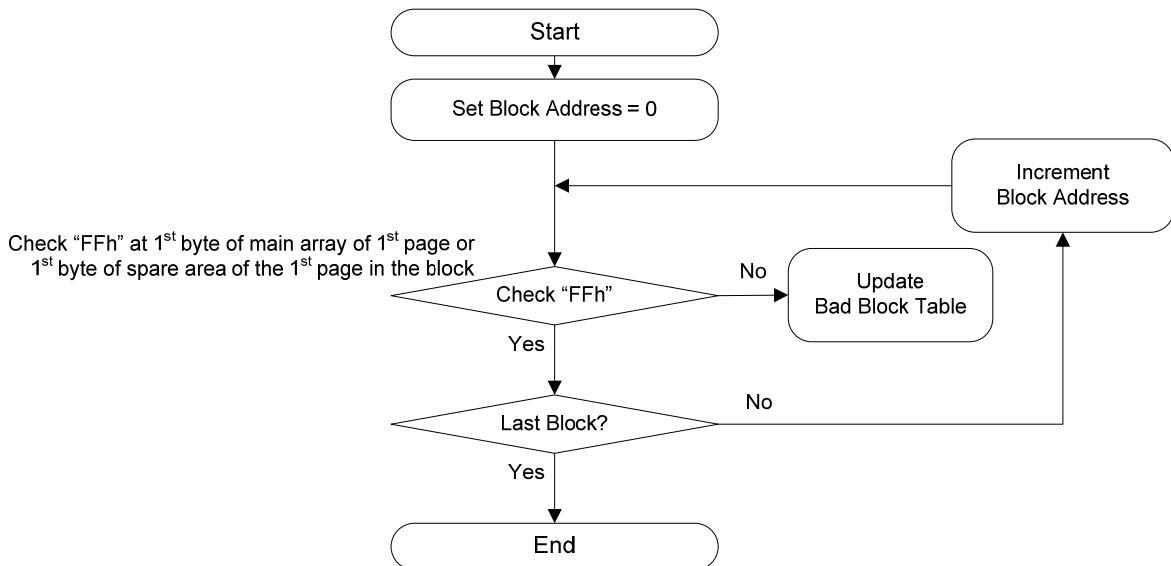 Start
Set Block Address = 0
Increment
Block Address
Check “FFh” at 1st byte of main array of 1st page or
1st byte of spare area of the 1st page in the block
Check “FFh”
No
Update
Bad Block Table
Yes
Last Block?
No
Yes
End